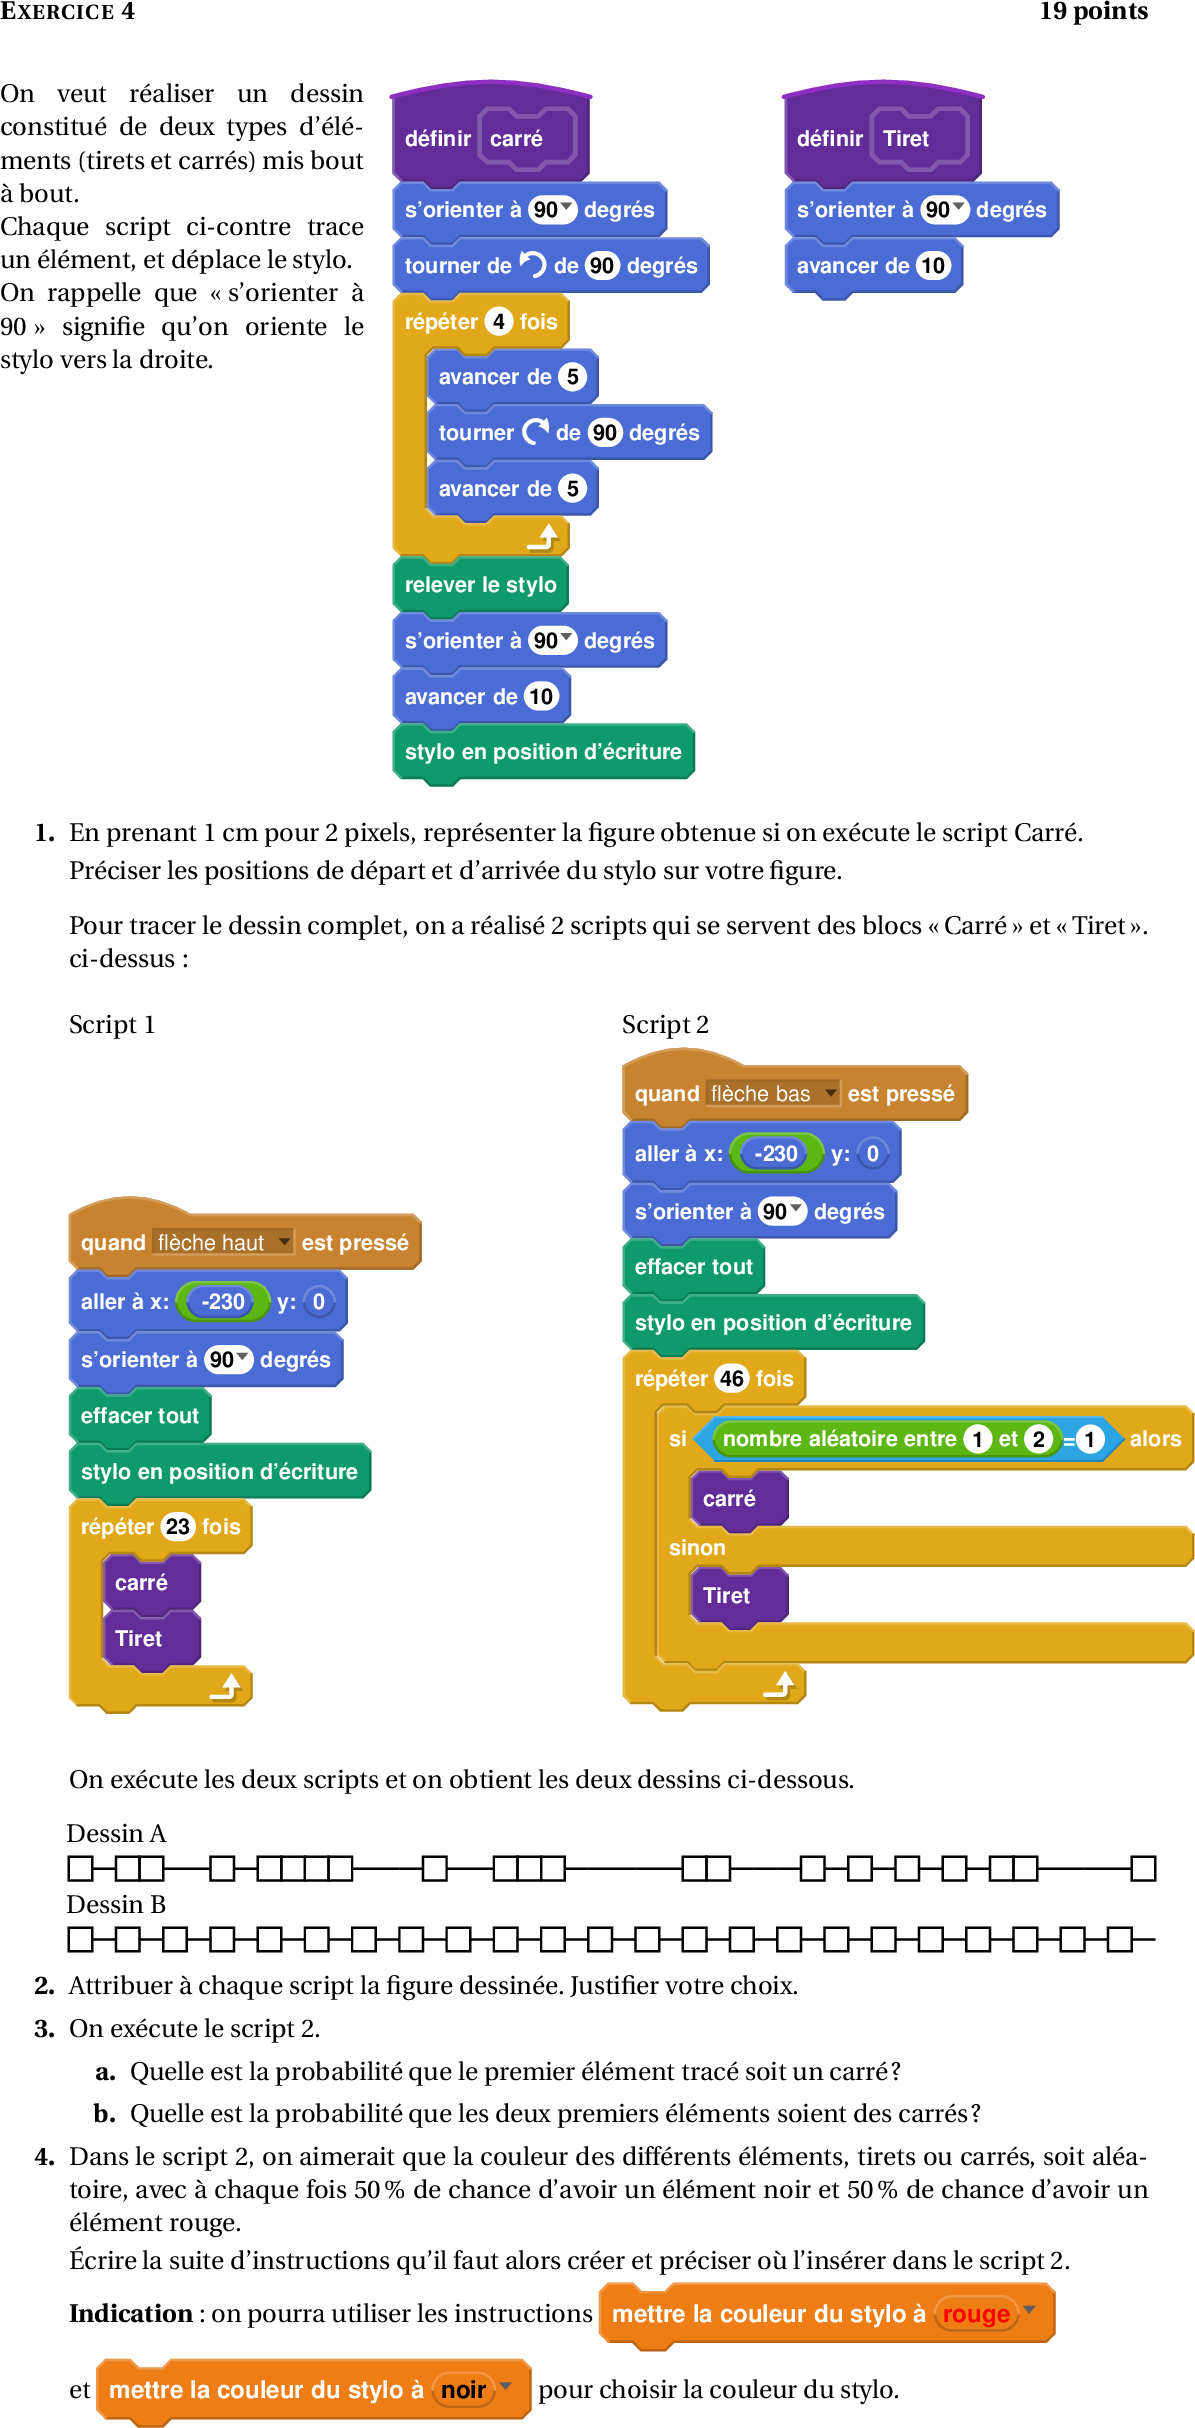 EXERCICE 4 19 points
On veut réaliser un dessin
constitué de deux types d'élé-
ments (tirets et carrés) mis bout
à bout.
Chaque script ci-contre trace
un élément, et déplace le stylo.
On rappelle que « s'orienter à
90 » signifie qu'on oriente le
stylo vers la droite.
définir carré
s'orienter à 90 degrés
tourner de de 90 degrés
répéter 4 fois
avancer de 5
tourner de 90 degrés
avancer de 5
relever le stylo
s'orienter à 90 degrés
avancer de 10
stylo en position d'écriture
définir Tiret
s'orienter à 90 degrés
avancer de 10
1. En prenant 1 cm pour 2 pixels, représenter la figure obtenue si on exécute le script Carré.
Préciser les positions de départ et d'arrivée du stylo sur votre figure.
Pour tracer le dessin complet, on a réalisé 2 scripts qui se servent des blocs « Carré » et « Tiret ».
ci-dessus :
Script 1
quand flèche haut est pressé
aller à x: -230 y: 0
s'orienter à 90 degrés
effacer tout
stylo en position d'écriture
répéter 23 fois
carré
Tiret
Script 2
quand flèche bas est pressé
aller à x: -230 y: 0
s'orienter à 90 degrés
effacer tout
stylo en position d'écriture
répéter 46 fois
si nombre aléatoire entre 1 et 2 = 1 alors
carré
sinon
Tiret
On exécute les deux scripts et on obtient les deux dessins ci-dessous.
Dessin A
Dessin B
2. Attribuer à chaque script la figure dessinée. Justifier votre choix.
3. On exécute le script 2.
a. Quelle est la probabilité que le premier élément tracé soit un carré ?
b. Quelle est la probabilité que les deux premiers éléments soient des carrés ?
4. Dans le script 2, on aimerait que la couleur des différents éléments, tirets ou carrés, soit aléa-
toire, avec à chaque fois 50 % de chance d'avoir un élément noir et 50 % de chance d'avoir un
élément rouge.
Écrire la suite d'instructions qu'il faut alors créer et préciser où l'insérer dans le script 2.
Indication : on pourra utiliser les instructions mettre la couleur du stylo à rouge
et mettre la couleur du stylo à noir pour choisir la couleur du stylo.